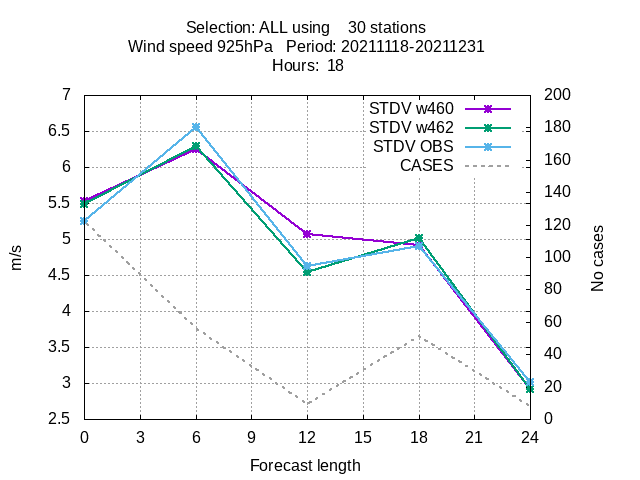 Selection: ALL using    30 stations
Wind speed 925hPa   Period: 20211118-20211231
Hours:  18
STDV w460
STDV w462
STDV OBS
CASES
7
6.5
6
5.5
5
4.5
4
3.5
3
2.5
m/s
200
180
160
140
120
100
80
60
40
20
0
No cases
0 3 6 9 12 15 18 21 24
Forecast length